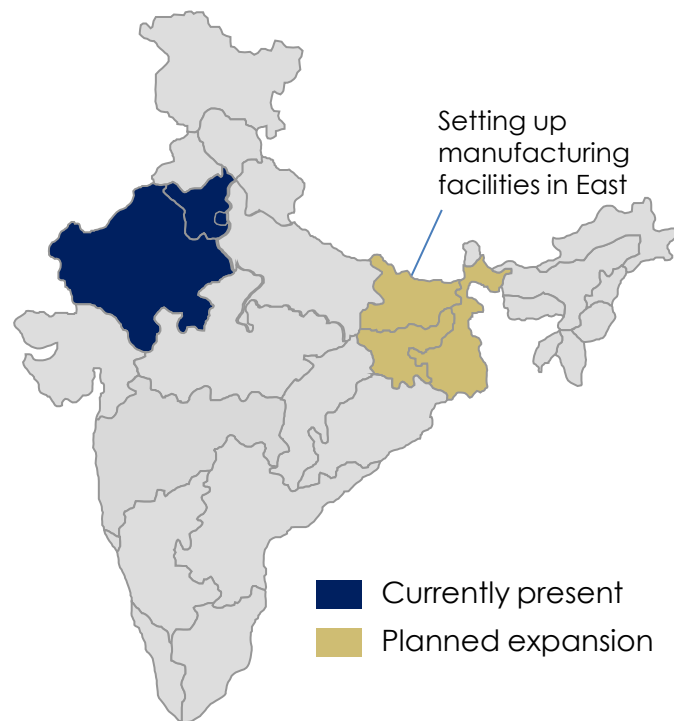 Setting up
manufacturing
facilities in East
Currently present
Planned expansion